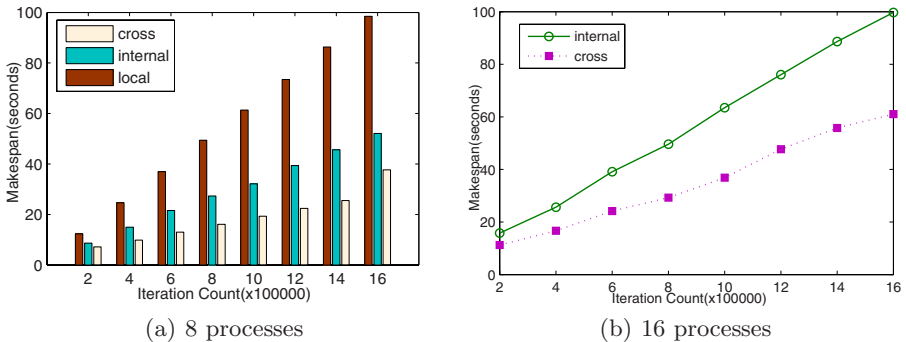 100
80
60
40
20
0
Makespan(seconds)
cross
internal
local
2 4 6 8 10 12 14 16
Iteration Count(x100000)
(a) 8 processes
100
80
60
40
20
0
Makespan(seconds)
internal
cross
2 4 6 8 10 12 14 16
Iteration Count(x100000)
(b) 16 processes